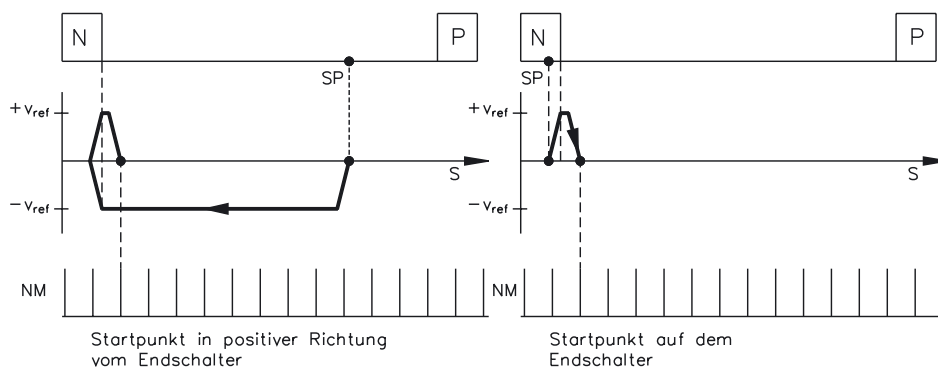 N P N P
SP SP
+vref +vref
S S
−vref −vref
NM NM
Startpunkt in positiver Richtung
vom Endschalter
Startpunkt auf dem
Endschalter